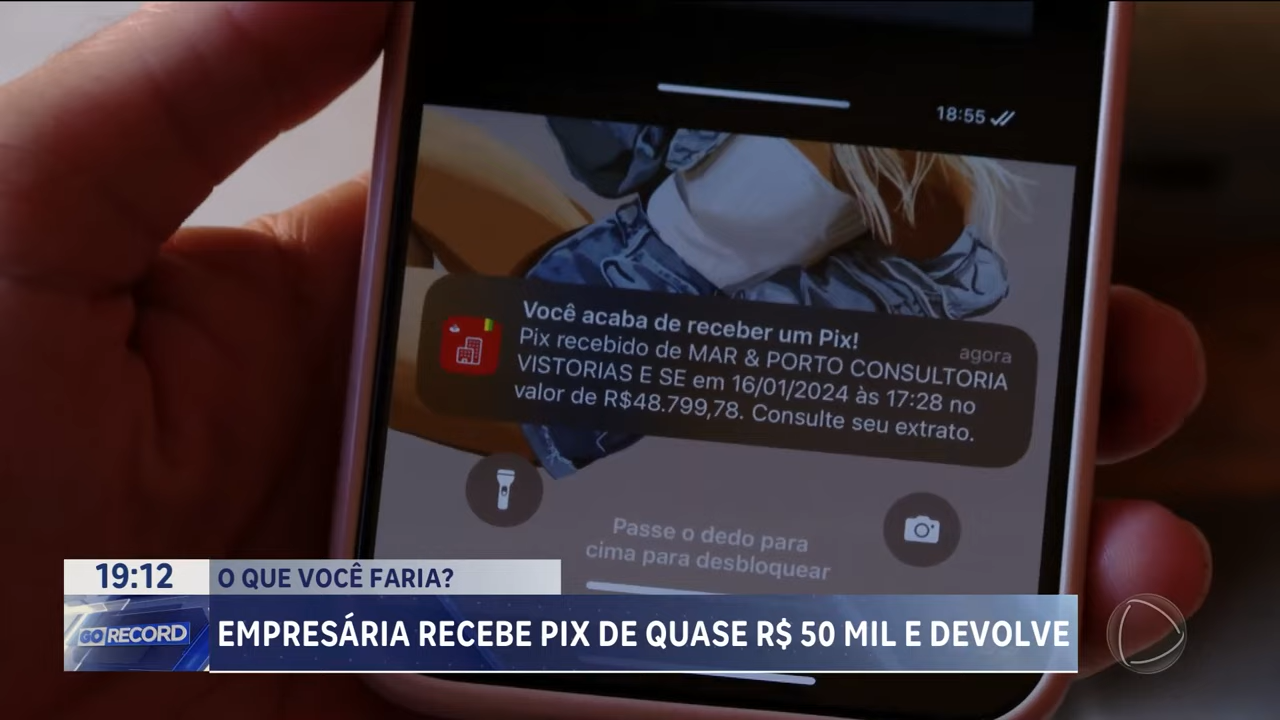 18:55
Você acaba de receber um Pix!
agora
Pix recebido de MAR & PORTO CONSULTORIA
VISTORIAS E SE em 16/01/2024 às 17:28 no
valor de R$48.799,78. Consulte seu extrato.
Passe o dedo para
cima para desbloquear
19:12
O QUE VOCÊ FARIA?
GO RECORD
EMPRESÁRIA RECEBE PIX DE QUASE R$ 50 MIL E DEVOLVE